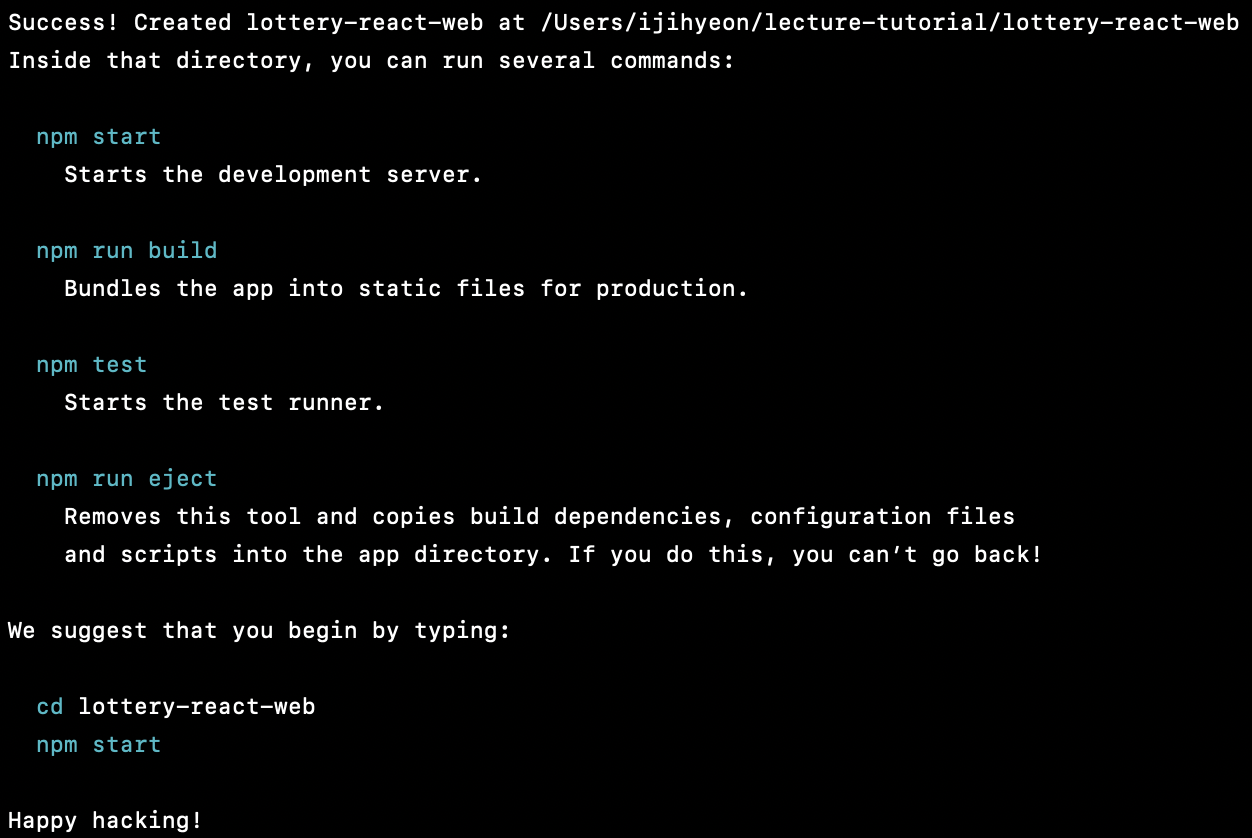 Success! Created lottery-react-web at /Users/ijihyeon/lecture-tutorial/lottery-react-web
Inside that directory, you can run several commands:
npm start
Starts the development server.
npm run build
Bundles the app into static files for production.
npm test
Starts the test runner.
npm run eject
Removes this tool and copies build dependencies, configuration files
and scripts into the app directory. If you do this, you can’t go back!
We suggest that you begin by typing:
cd lottery-react-web
npm start
Happy hacking!